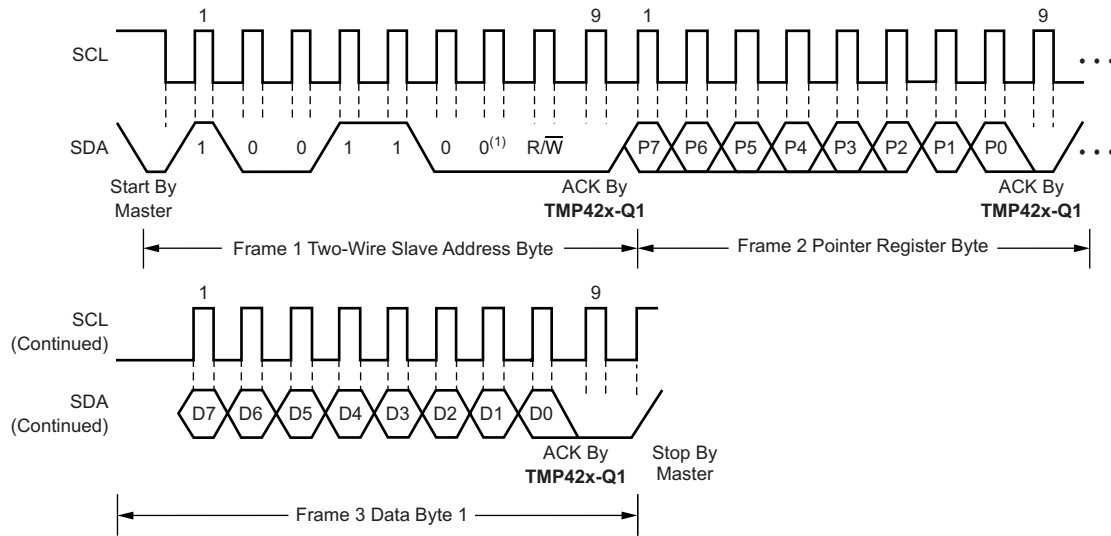 1 9 1 9
SCL
SDA
1 0 0 1 1 0 0(1) R/W̅ P7 P6 P5 P4 P3 P2 P1 P0
Start By
Master
ACK By
TMP42x-Q1
ACK By
TMP42x-Q1
Frame 1 Two-Wire Slave Address Byte
Frame 2 Pointer Register Byte
1 9
SCL
(Continued)
SDA
(Continued)
D7 D6 D5 D4 D3 D2 D1 D0
ACK By
TMP42x-Q1
Stop By
Master
Frame 3 Data Byte 1